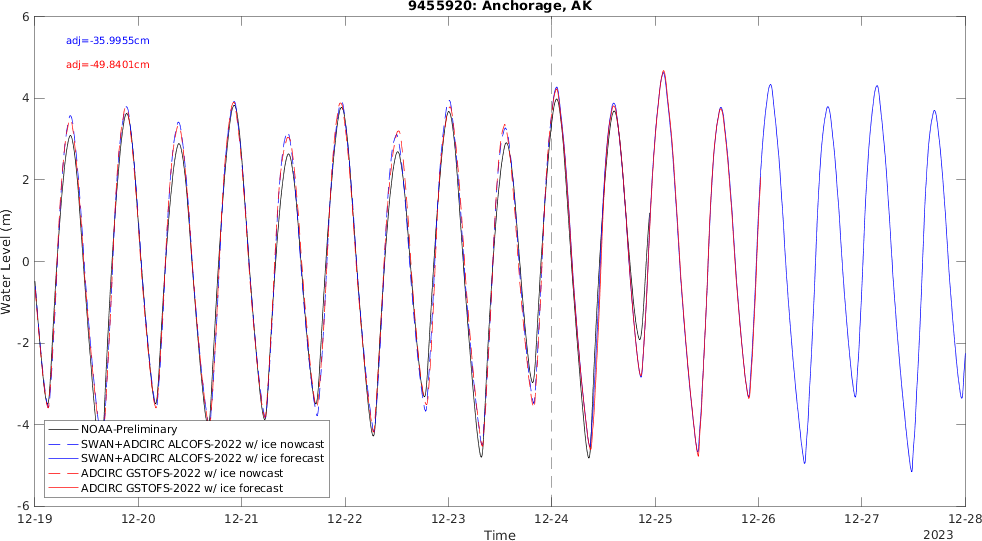 9455920: Anchorage, AK
adj=-35.9955cm
adj=-49.8401cm
6
4
2
0
-2
-4
-6
Water Level (m)
NOAA-Preliminary
SWAN+ADCIRC ALCOFS-2022 w/ ice nowcast
SWAN+ADCIRC ALCOFS-2022 w/ ice forecast
ADCIRC GSTOFS-2022 w/ ice nowcast
ADCIRC GSTOFS-2022 w/ ice forecast
12-19 12-20 12-21 12-22 12-23 12-24 12-25 12-26 12-27 12-28
Time
2023